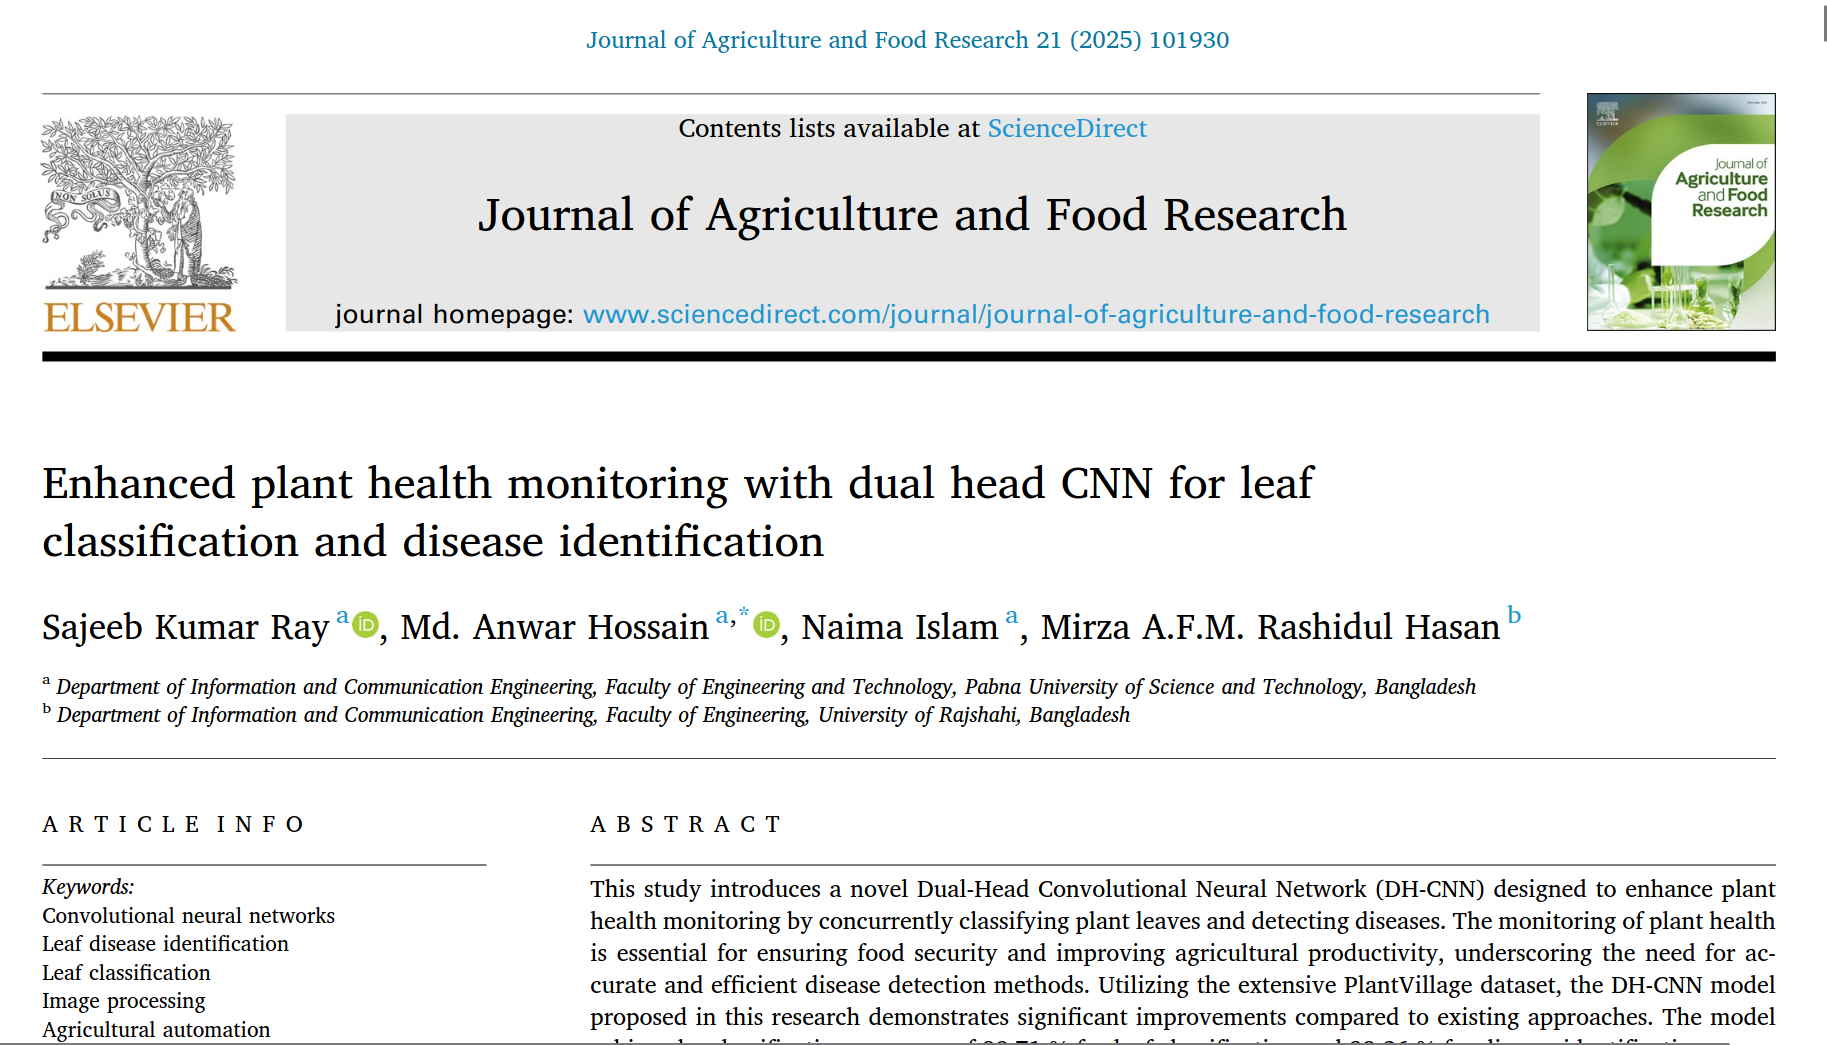 Journal of Agriculture and Food Research 21 (2025) 101930
NON SOLUS
ELSEVIER
Contents lists available at ScienceDirect
Journal of Agriculture and Food Research
journal homepage: www.sciencedirect.com/journal/journal-of-agriculture-and-food-research
ELSEVIER
Journal of
Agriculture
and Food
Research
Enhanced plant health monitoring with dual head CNN for leaf
classification and disease identification
Sajeeb Kumar Ray a iD, Md. Anwar Hossain a,* iD, Naima Islam a, Mirza A.F.M. Rashidul Hasan b
a Department of Information and Communication Engineering, Faculty of Engineering and Technology, Pabna University of Science and Technology, Bangladesh
b Department of Information and Communication Engineering, Faculty of Engineering, University of Rajshahi, Bangladesh
ARTICLE INFO
Keywords:
Convolutional neural networks
Leaf disease identification
Leaf classification
Image processing
Agricultural automation
ABSTRACT
This study introduces a novel Dual-Head Convolutional Neural Network (DH-CNN) designed to enhance plant
health monitoring by concurrently classifying plant leaves and detecting diseases. The monitoring of plant health
is essential for ensuring food security and improving agricultural productivity, underscoring the need for ac-
curate and efficient disease detection methods. Utilizing the extensive PlantVillage dataset, the DH-CNN model
proposed in this research demonstrates significant improvements compared to existing approaches. The model